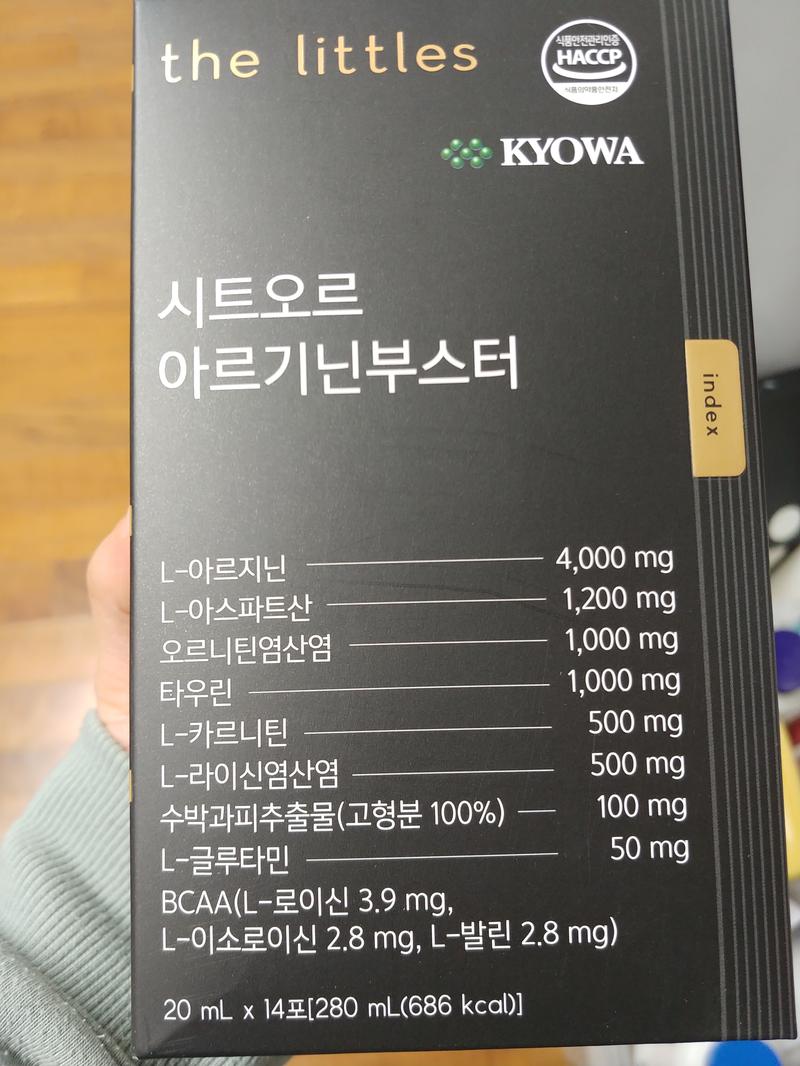 the littles
식품안전관리인증
HACCP
식품의약품안전처
KYOWA
시트오르
아르기닌부스터
index
L-아르지닌 4,000 mg
L-아스파트산 1,200 mg
오르니틴염산염 1,000 mg
타우린 1,000 mg
L-카르니틴 500 mg
L-라이신염산염 500 mg
수박과피추출물(고형분 100%) 100 mg
L-글루타민 50 mg
BCAA(L-로이신 3.9 mg,
L-이소로이신 2.8 mg, L-발린 2.8 mg)
20 mL x 14포[280 mL(686 kcal)]